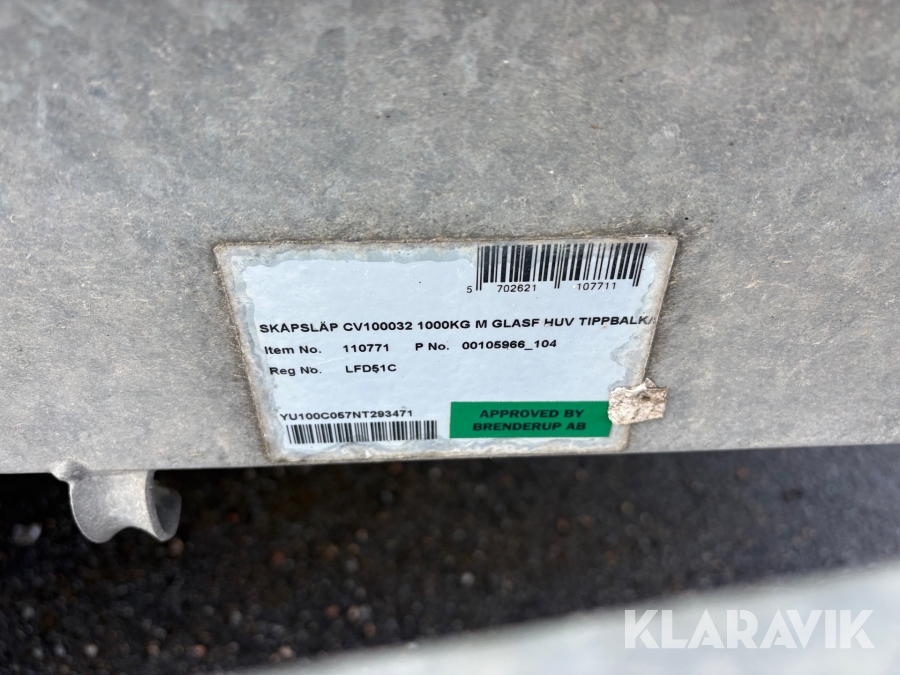 5 702621 107711
SKÅPSLÄP CV100032 1000KG M GLASF HUV TIPPBALK/
Item No. 110771 P No. 00105966_104
Reg No. LFD51C
YU100C057NT293471
APPROVED BY
BRENDERUP AB
KLARAVIK